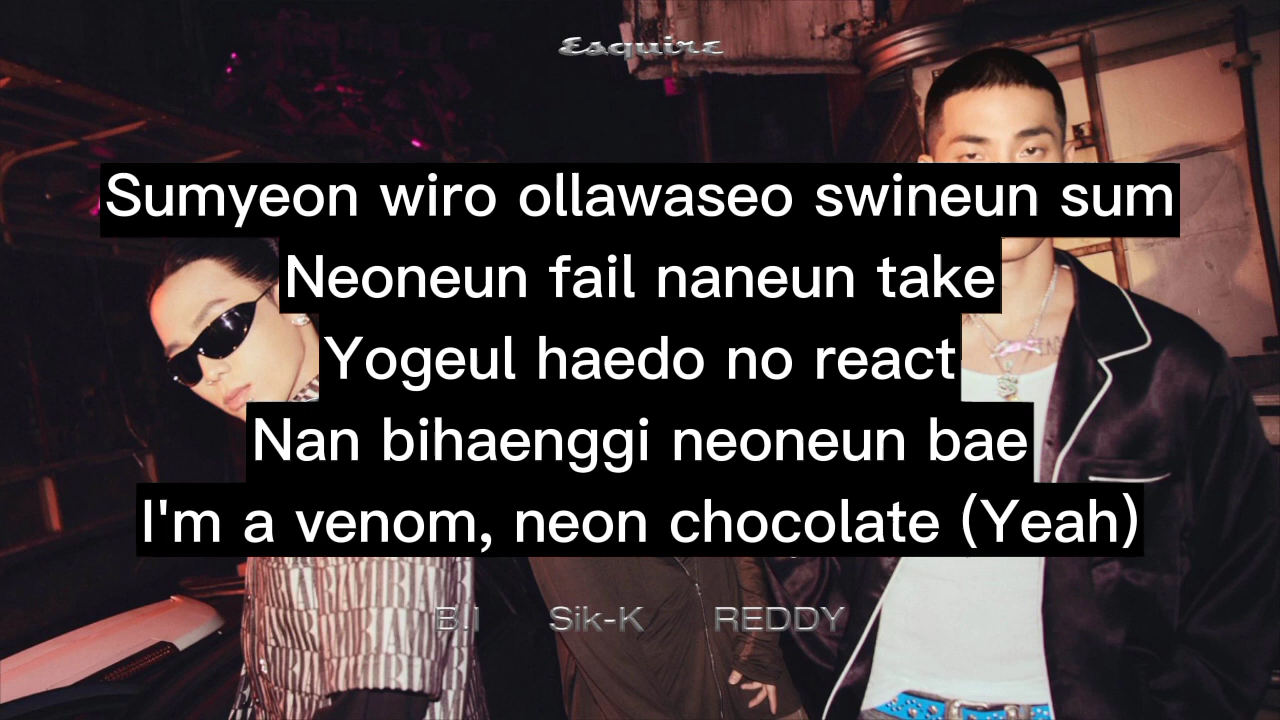 Esquire
Sumyeon wiro ollawaseo swineun sum
Neoneun fail naneun take
Yogeul haedo no react
Nan bihaenggi neoneun bae
I'm a venom, neon chocolate (Yeah)
B.I Sik-K REDDY